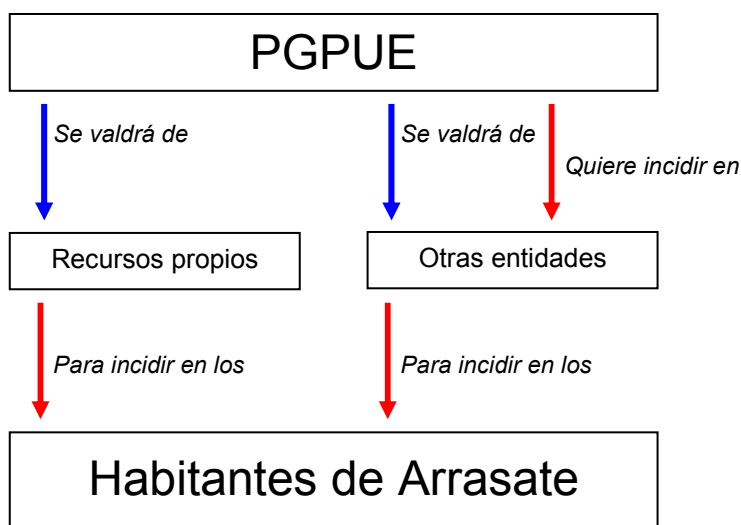 PGPUE
Se valdrá de
Se valdrá de
Quiere incidir en
Recursos propios
Otras entidades
Para incidir en los
Para incidir en los
Habitantes de Arrasate